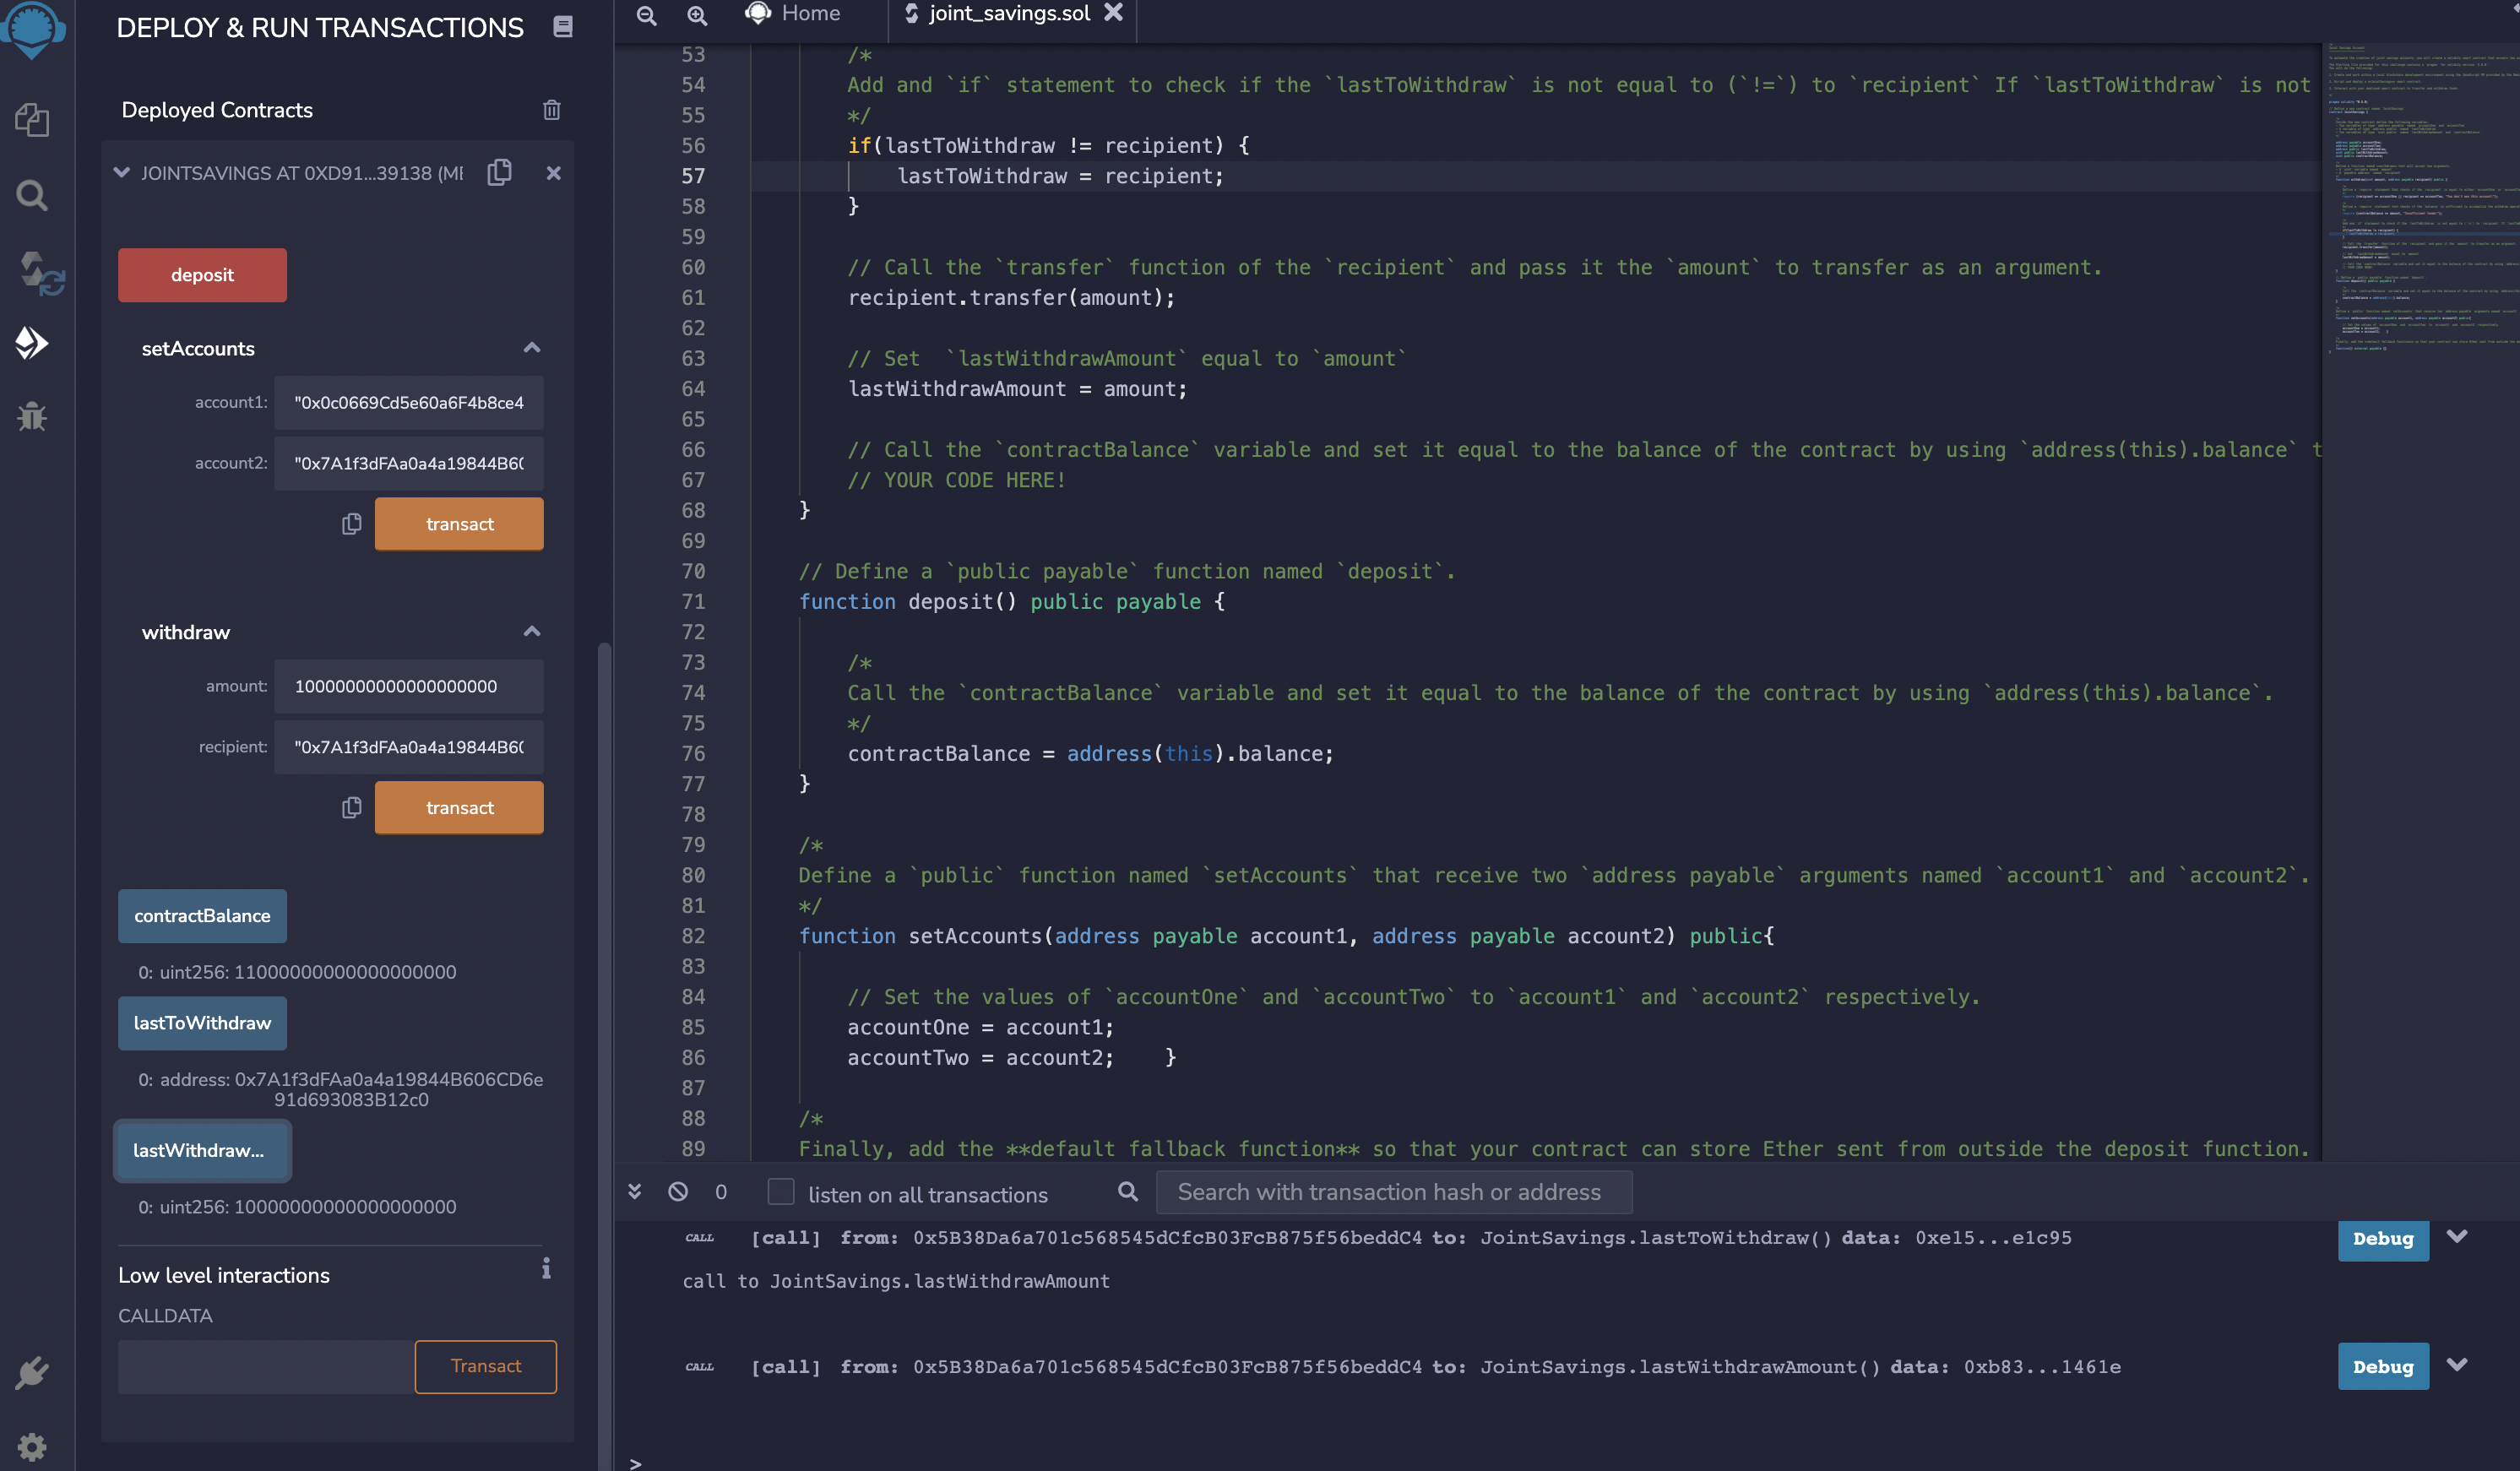 DEPLOY & RUN TRANSACTIONS
Deployed Contracts
JOINTSAVINGS AT 0XD91...39138 (ME
deposit
setAccounts
account1: "0x0c0669Cd5e60a6F4b8ce4
account2: "0x7A1f3dFAa0a4a19844B60
transact
withdraw
amount: 10000000000000000000
recipient: "0x7A1f3dFAa0a4a19844B60
transact
contractBalance
0: uint256: 11000000000000000000
lastToWithdraw
0: address: 0x7A1f3dFAa0a4a19844B606CD6e
91d693083B12c0
lastWithdraw...
0: uint256: 10000000000000000000
Low level interactions
CALLDATA
Transact
Home
joint_savings.sol
53 /*
54 Add and `if` statement to check if the `lastToWithdraw` is not equal to (`!=`) to `recipient` If `lastToWithdraw` is not
55 */
56 if(lastToWithdraw != recipient) {
57 lastToWithdraw = recipient;
58 }
59
60 // Call the `transfer` function of the `recipient` and pass it the `amount` to transfer as an argument.
61 recipient.transfer(amount);
62
63 // Set  `lastWithdrawAmount` equal to `amount`
64 lastWithdrawAmount = amount;
65
66 // Call the `contractBalance` variable and set it equal to the balance of the contract by using `address(this).balance` t
67 // YOUR CODE HERE!
68 }
69
70 // Define a `public payable` function named `deposit`.
71 function deposit() public payable {
72
73 /*
74 Call the `contractBalance` variable and set it equal to the balance of the contract by using `address(this).balance`.
75 */
76 contractBalance = address(this).balance;
77 }
78
79 /*
80 Define a `public` function named `setAccounts` that receive two `address payable` arguments named `account1` and `account2`.
81 */
82 function setAccounts(address payable account1, address payable account2) public{
83
84 // Set the values of `accountOne` and `accountTwo` to `account1` and `account2` respectively.
85 accountOne = account1;
86 accountTwo = account2;    }
87
88 /*
89 Finally, add the **default fallback function** so that your contract can store Ether sent from outside the deposit function.
0 listen on all transactions Search with transaction hash or address
CALL [call] from: 0x5B38Da6a701c568545dCfcB03FcB875f56beddC4 to: JointSavings.lastToWithdraw() data: 0xe15...e1c95 Debug
call to JointSavings.lastWithdrawAmount
CALL [call] from: 0x5B38Da6a701c568545dCfcB03FcB875f56beddC4 to: JointSavings.lastWithdrawAmount() data: 0xb83...1461e Debug
>